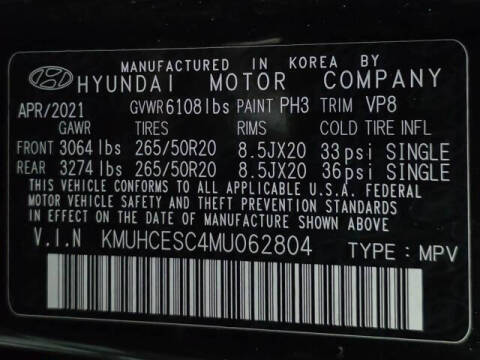 MANUFACTURED IN KOREA BY
HYUNDAI MOTOR COMPANY
APR/2021 GVWR 6108 lbs PAINT PH3 TRIM VP8
GAWR TIRES RIMS COLD TIRE INFL
FRONT 3064 lbs 265/50R20 8.5JX20 33 psi SINGLE
REAR 3274 lbs 265/50R20 8.5JX20 36 psi SINGLE
THIS VEHICLE CONFORMS TO ALL APPLICABLE U.S.A. FEDERAL
MOTOR VEHICLE SAFETY AND THEFT PREVENTION STANDARDS
IN EFFECT ON THE DATE OF MANUFACTURE SHOWN ABOVE.
V.I.N KMUHCESC4MU062804 TYPE : MPV